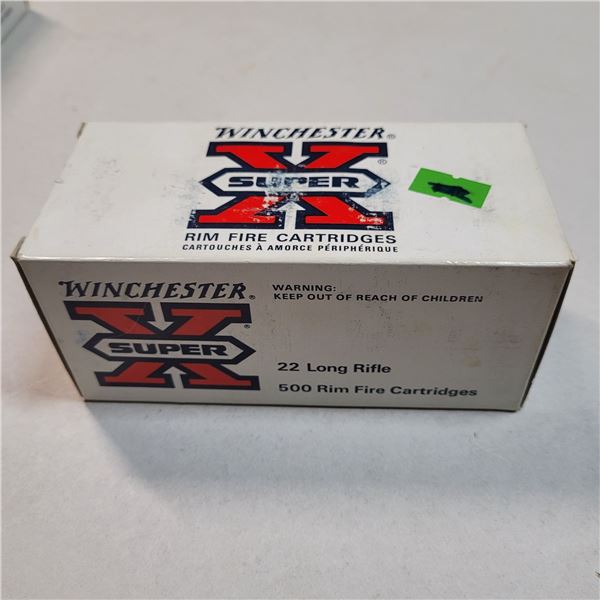 WINCHESTER®
X®
SUPER
RIM FIRE CARTRIDGES
CARTOUCHES À AMORCE PÉRIPHÉRIQUE
WINCHESTER®
X®
SUPER
WARNING:
KEEP OUT OF REACH OF CHILDREN
22 Long Rifle
500 Rim Fire Cartridges